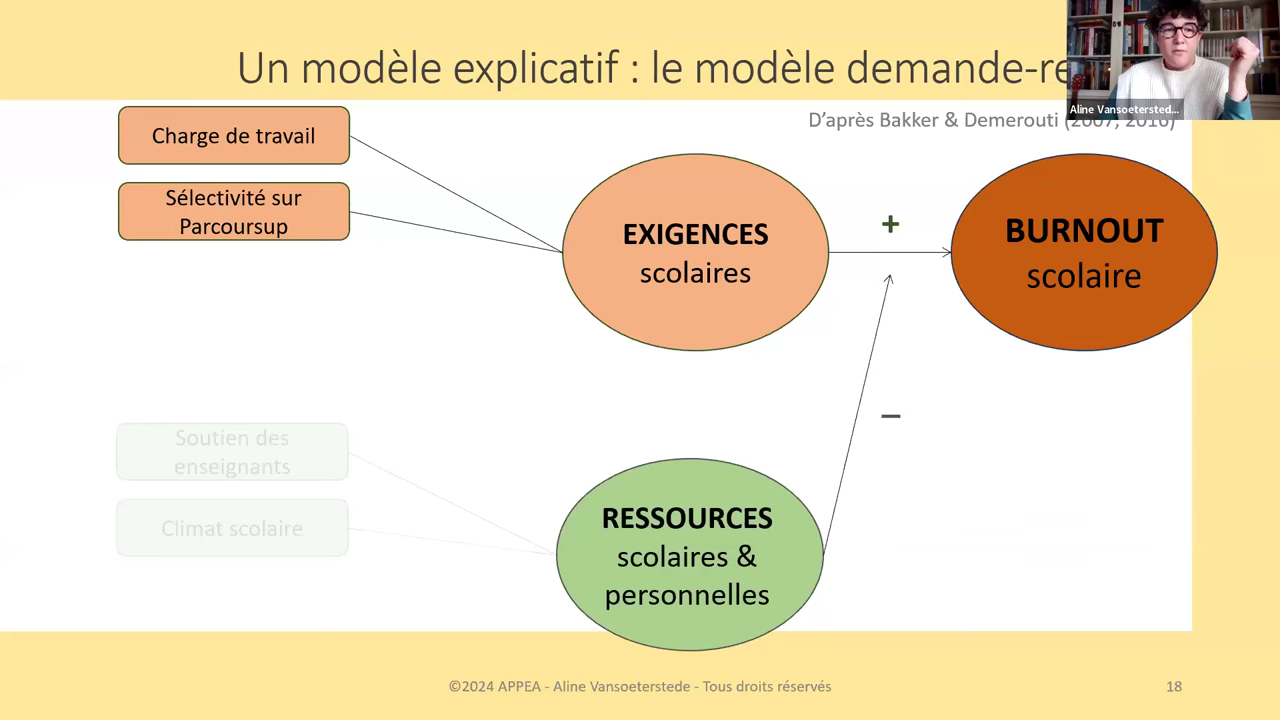 Un modèle explicatif : le modèle demande-re
Aline Vansoetersted...
D'après Bakker & Demerouti (2007, 2016)
Charge de travail
Sélectivité sur
Parcoursup
EXIGENCES
scolaires
+
BURNOUT
scolaire
–
Soutien des
enseignants
Climat scolaire
RESSOURCES
scolaires &
personnelles
©2024 APPEA - Aline Vansoeterstede - Tous droits réservés
18